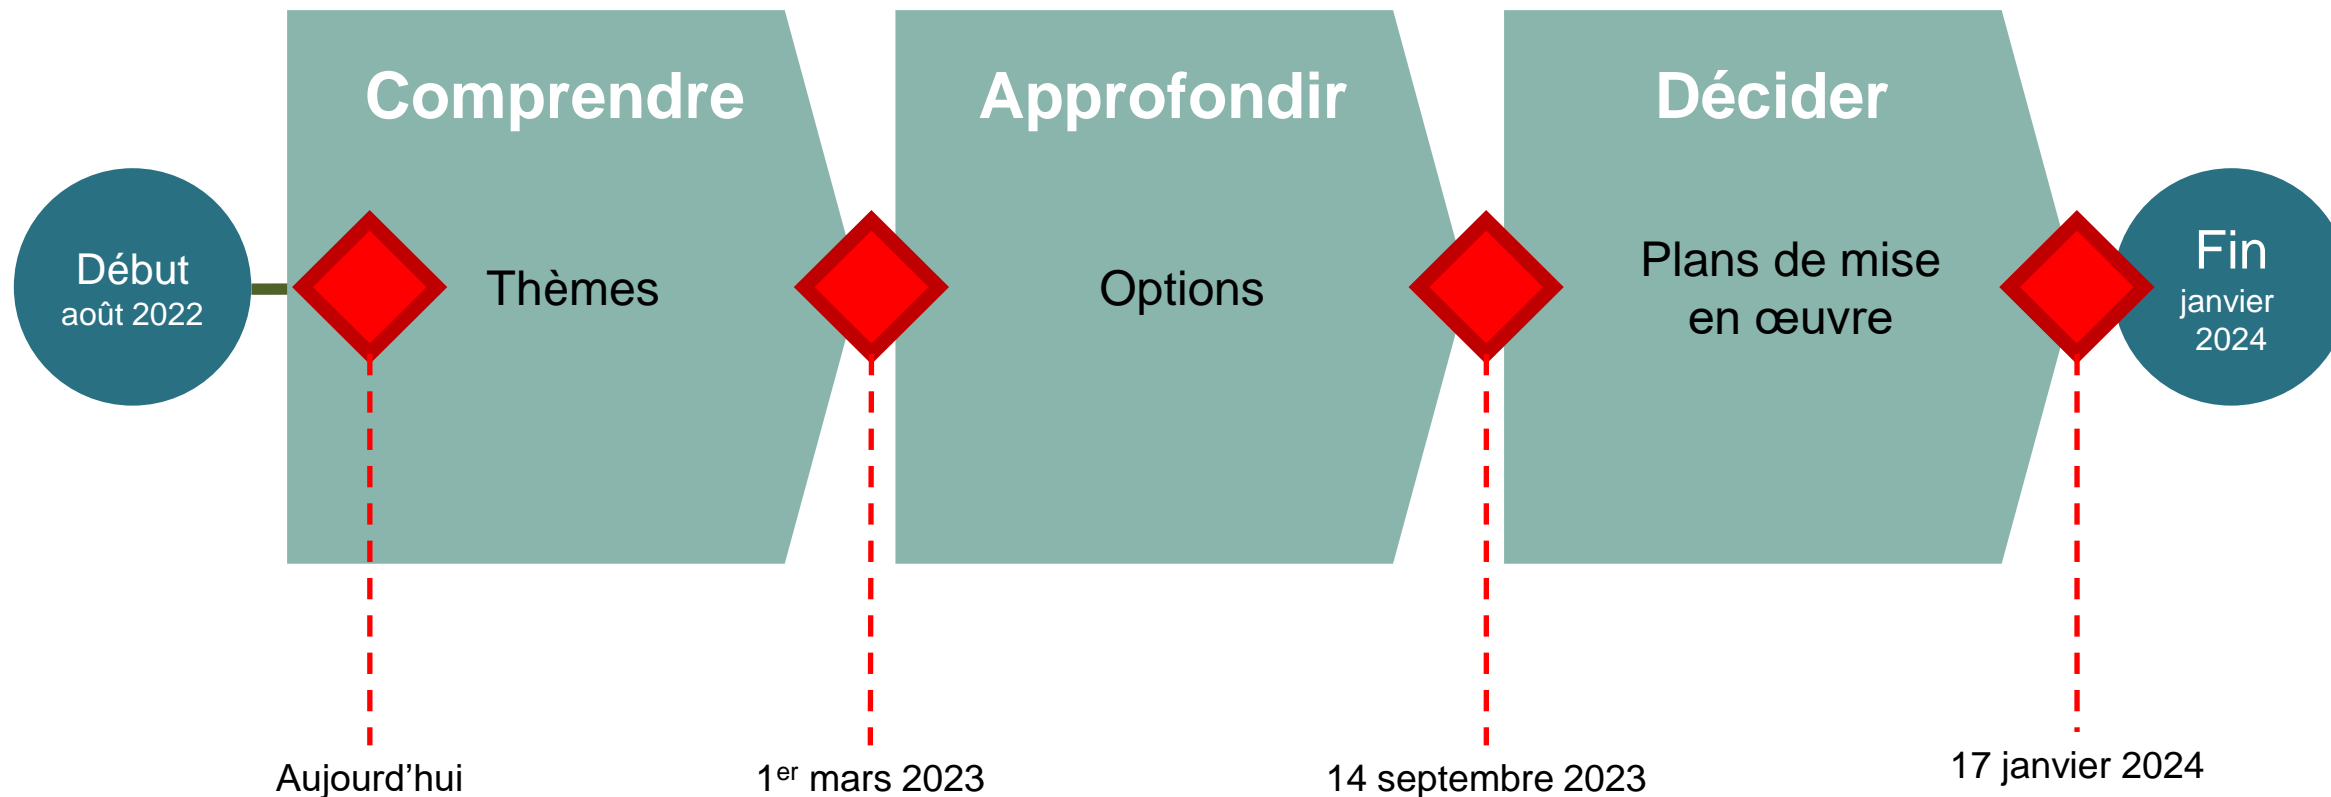 Comprendre
Approfondir
Décider
Début
août 2022
Thèmes
Options
Plans de mise
en œuvre
Fin
janvier
2024
Aujourd’hui
1er mars 2023
14 septembre 2023
17 janvier 2024